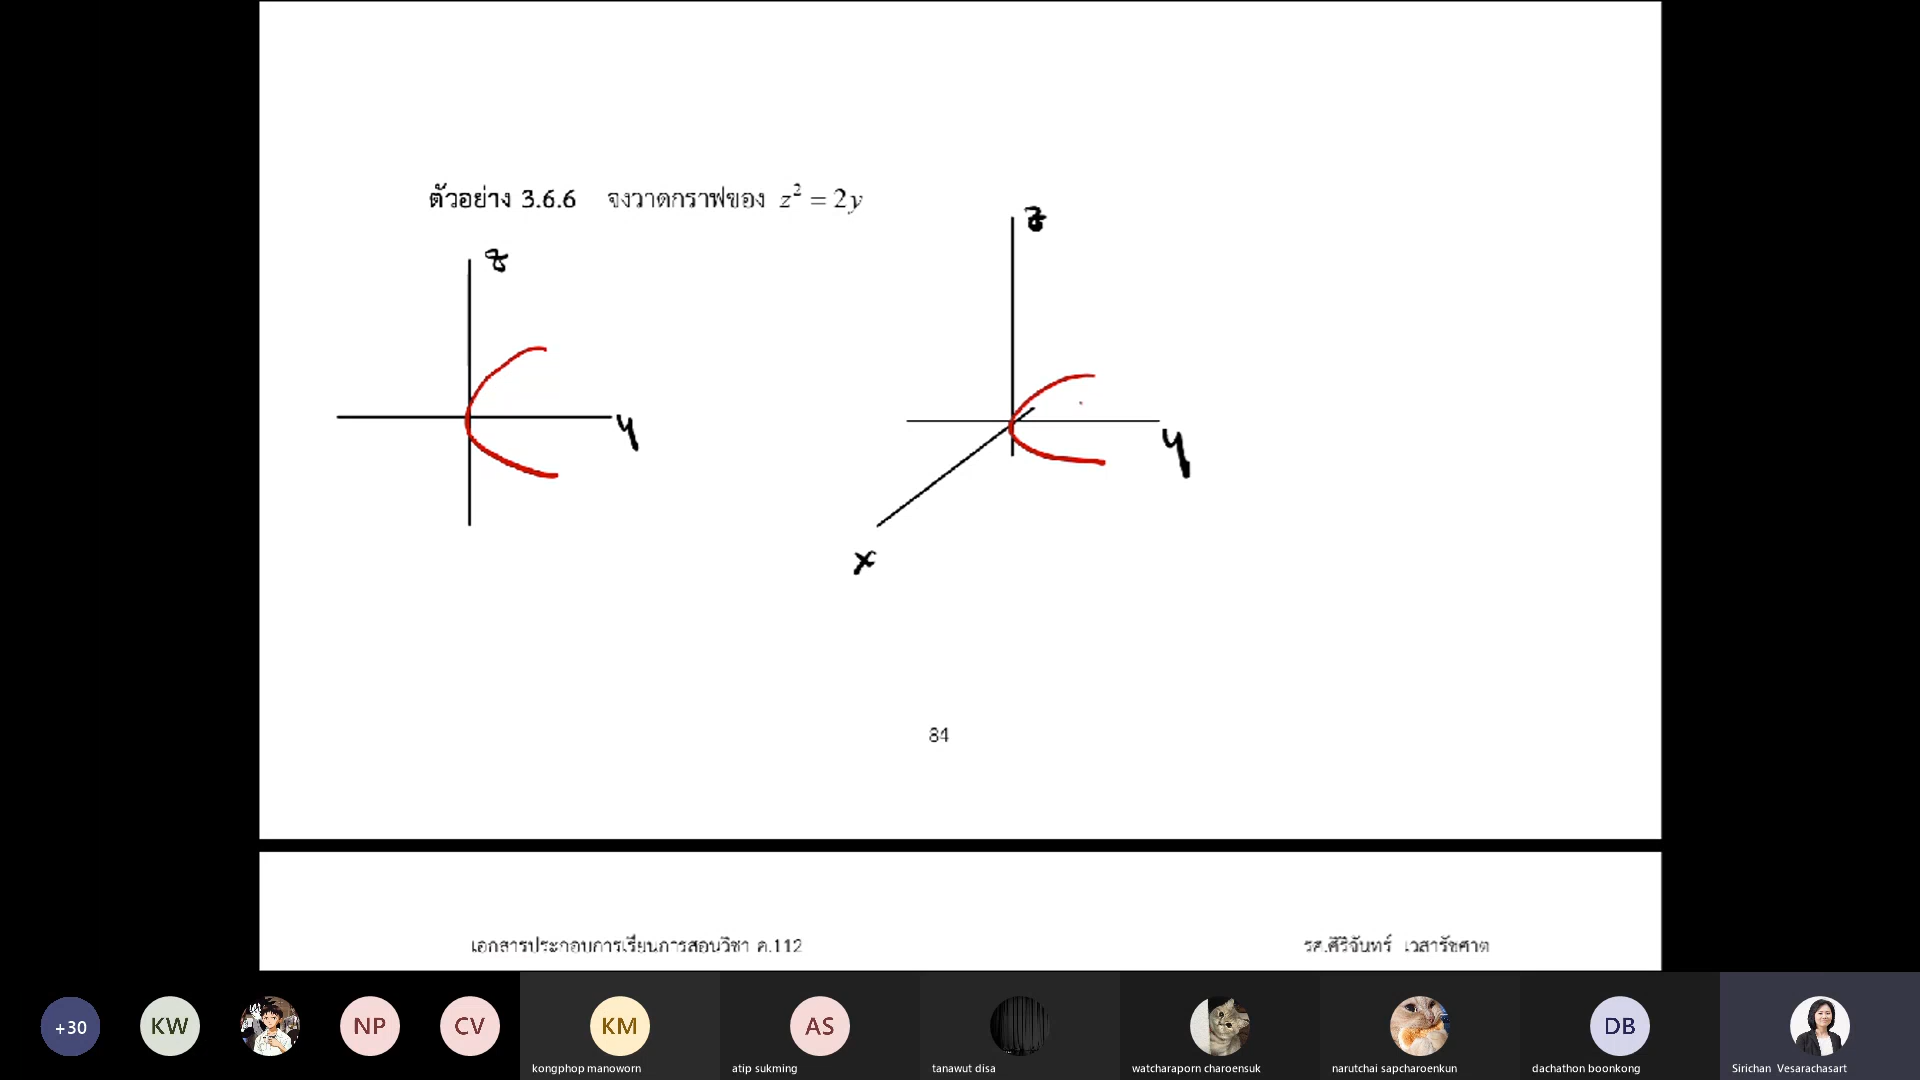 ตัวอย่าง 3.6.6 จงวาดกราฟของ z² = 2y
z
y
z
y
x
84
เอกสารประกอบการเรียนการสอนวิชา ค.112 รศ.ศิริจันทร์ เวสารัชศาต
+30 KW NP CV KM AS DB
kongphop manoworn atip sukming tanawut disa watcharaporn charoensuk narutchai sapcharoenkun dachathon boonkong Sirichan Vesarachasart